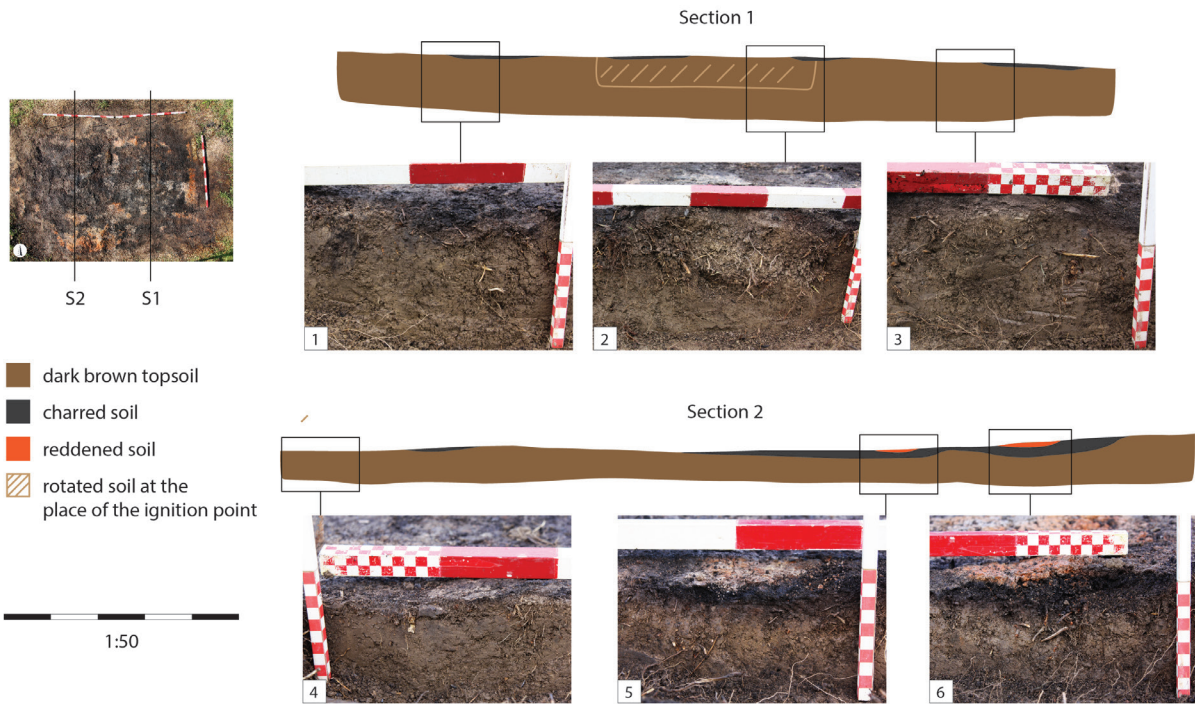 Section 1
S2
S1
1
2
3
dark brown topsoil
charred soil
reddened soil
rotated soil at the
place of the ignition point
Section 2
1:50
4
5
6